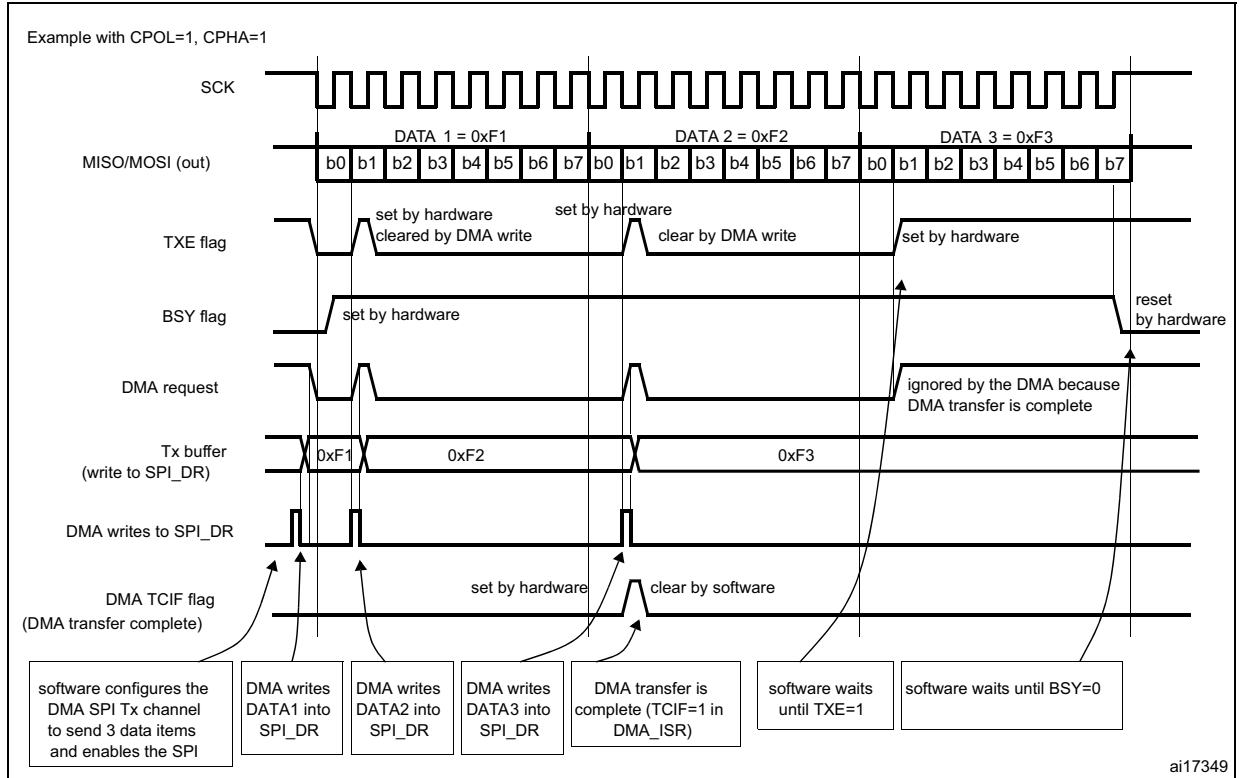 Example with CPOL=1, CPHA=1
SCK
DATA 1 = 0xF1
DATA 2 = 0xF2
DATA 3 = 0xF3
MISO/MOSI (out)
b0 b1 b2 b3 b4 b5 b6 b7 b0 b1 b2 b3 b4 b5 b6 b7 b0 b1 b2 b3 b4 b5 b6 b7
TXE flag
set by hardware
cleared by DMA write
set by hardware
clear by DMA write
set by hardware
BSY flag
set by hardware
reset
by hardware
DMA request
ignored by the DMA because
DMA transfer is complete
Tx buffer
(write to SPI_DR)
0xF1
0xF2
0xF3
DMA writes to SPI_DR
DMA TCIF flag
(DMA transfer complete)
set by hardware
clear by software
software configures the
DMA SPI Tx channel
to send 3 data items
and enables the SPI
DMA writes
DATA1 into
SPI_DR
DMA writes
DATA2 into
SPI_DR
DMA writes
DATA3 into
SPI_DR
DMA transfer is
complete (TCIF=1 in
DMA_ISR)
software waits
until TXE=1
software waits until BSY=0
ai17349